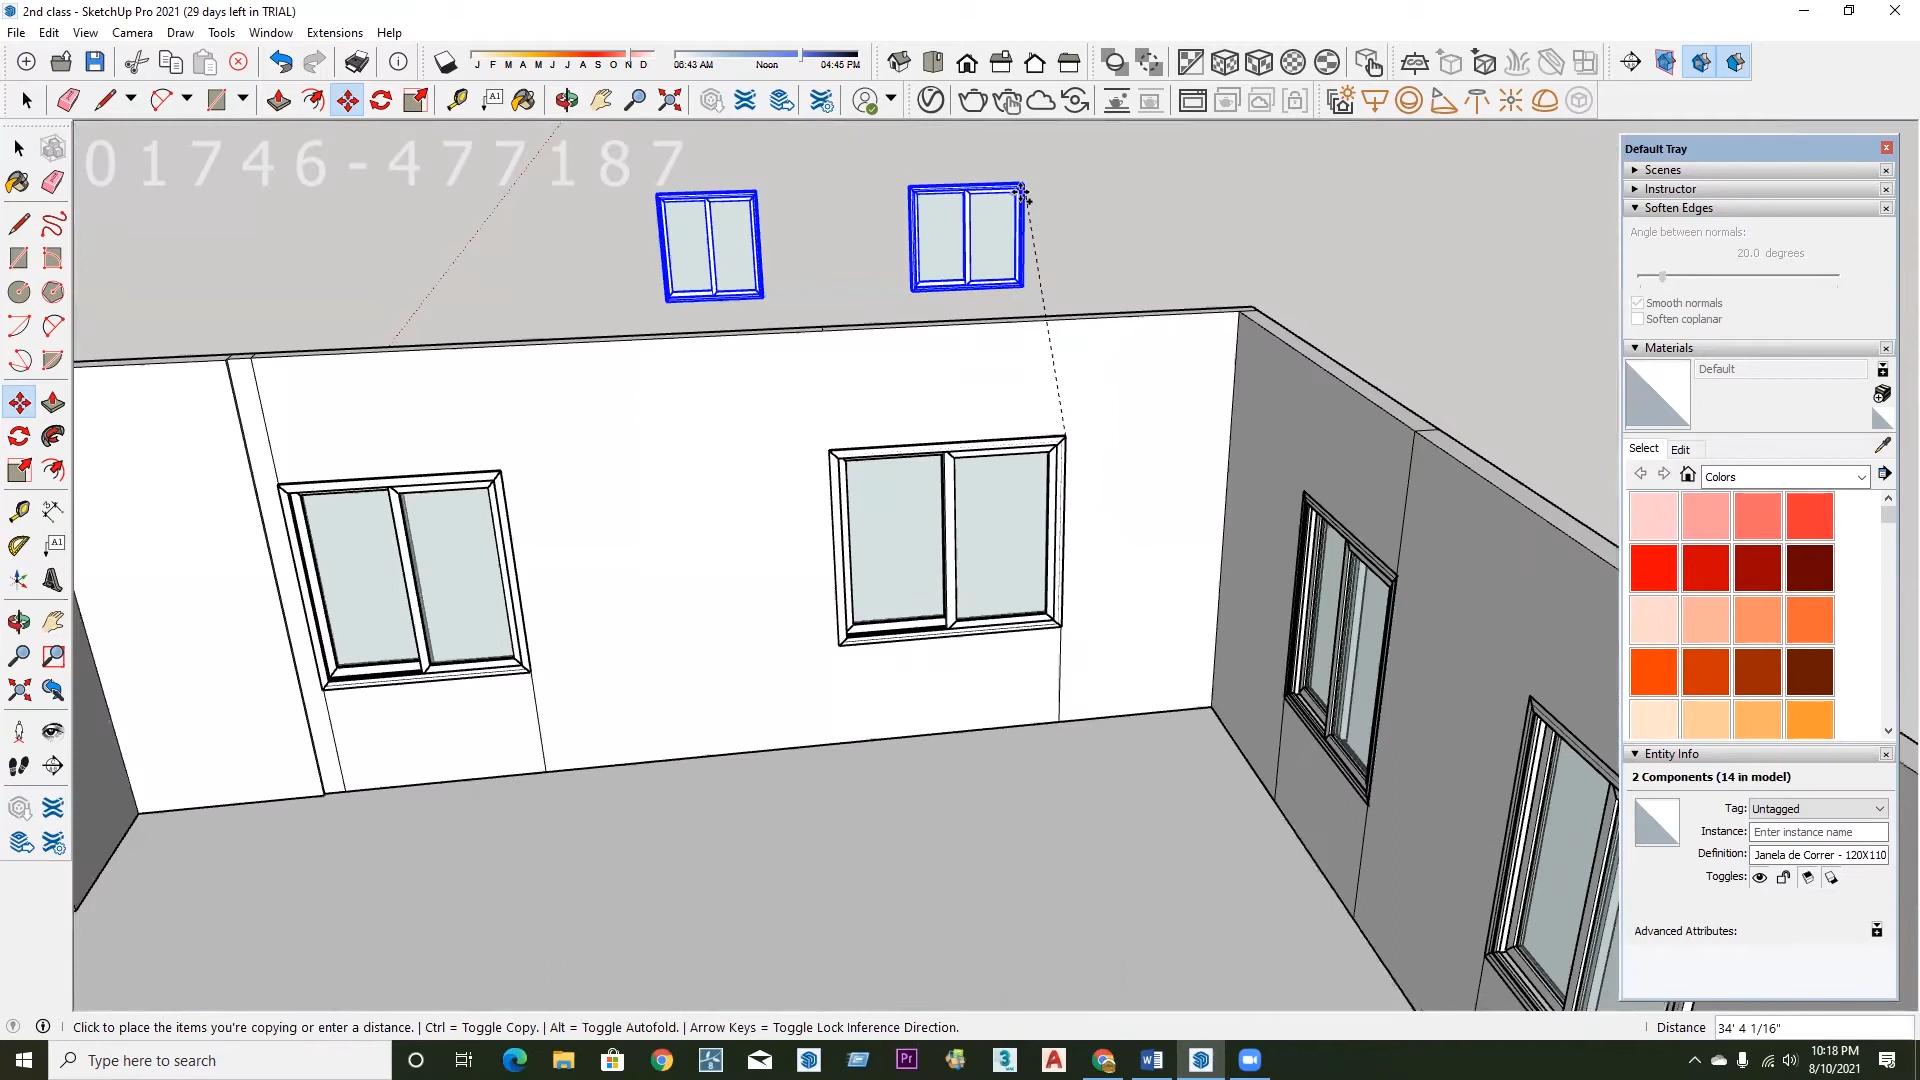 2nd class - SketchUp Pro 2021 (29 days left in TRIAL)
File Edit View Camera Draw Tools Window Extensions Help
J F M A M J J A S O N D 06:43 AM Noon 04:45 PM
A1
01746-477187
Default Tray
Scenes
Instructor
Soften Edges
Angle between normals:
20.0 degrees
Smooth normals
Soften coplanar
Materials
Default
Select Edit
Colors
A1
Entity Info
2 Components (14 in model)
Tag: Untagged
Instance: Enter instance name
Definition: Janela de Correr - 120X110
Toggles:
Advanced Attributes:
Click to place the items you're copying or enter a distance. | Ctrl = Toggle Copy. | Alt = Toggle Autofold. | Arrow Keys = Toggle Lock Inference Direction. Distance 34' 4 1/16"
Type here to search
Pr 3 A
10:18 PM
8/10/2021